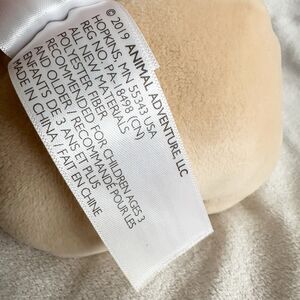 © 2019 ANIMAL ADVENTURE, LLC
HOPKINS, MN 55343 USA
REG NO. PA - 8498 (CN)
ALL NEW MATERIALS
POLYESTER FIBER
RECOMMENDED FOR CHILDREN AGES 3
AND OLDER / RECOMMANDÉ POUR LES
ENFANTS DE 3 ANS ET PLUS
MADE IN CHINA / FAIT EN CHINE